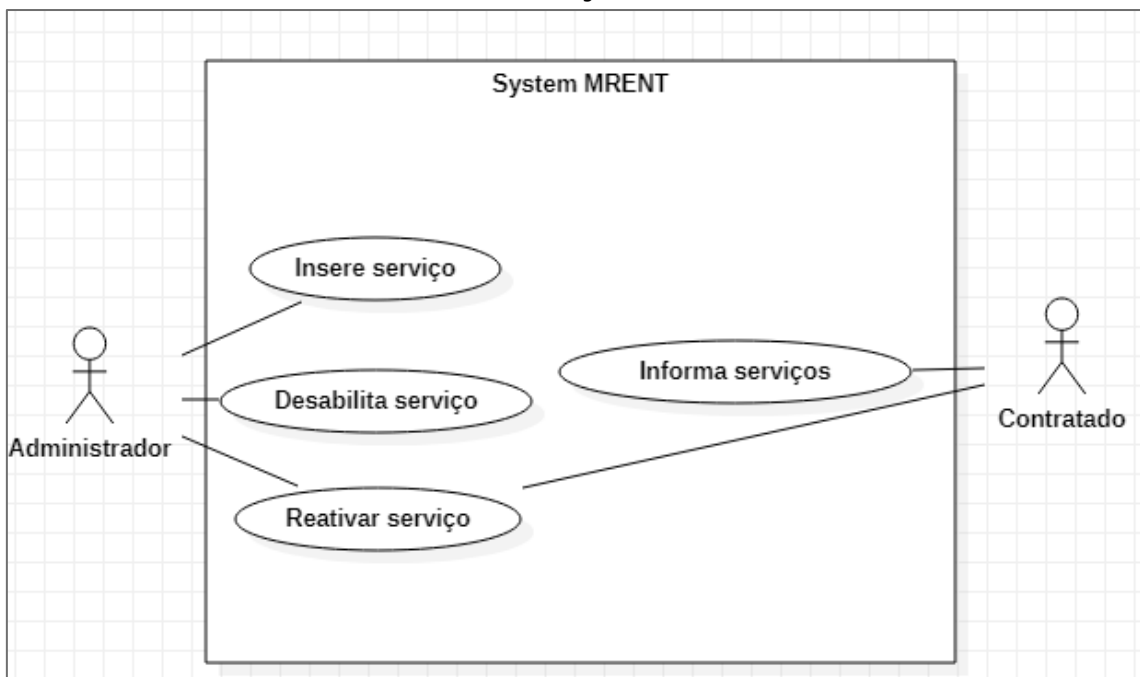 System MRENT
Insere serviço
Informa serviços
Desabilita serviço
Contratado
Administrador
Reativar serviço